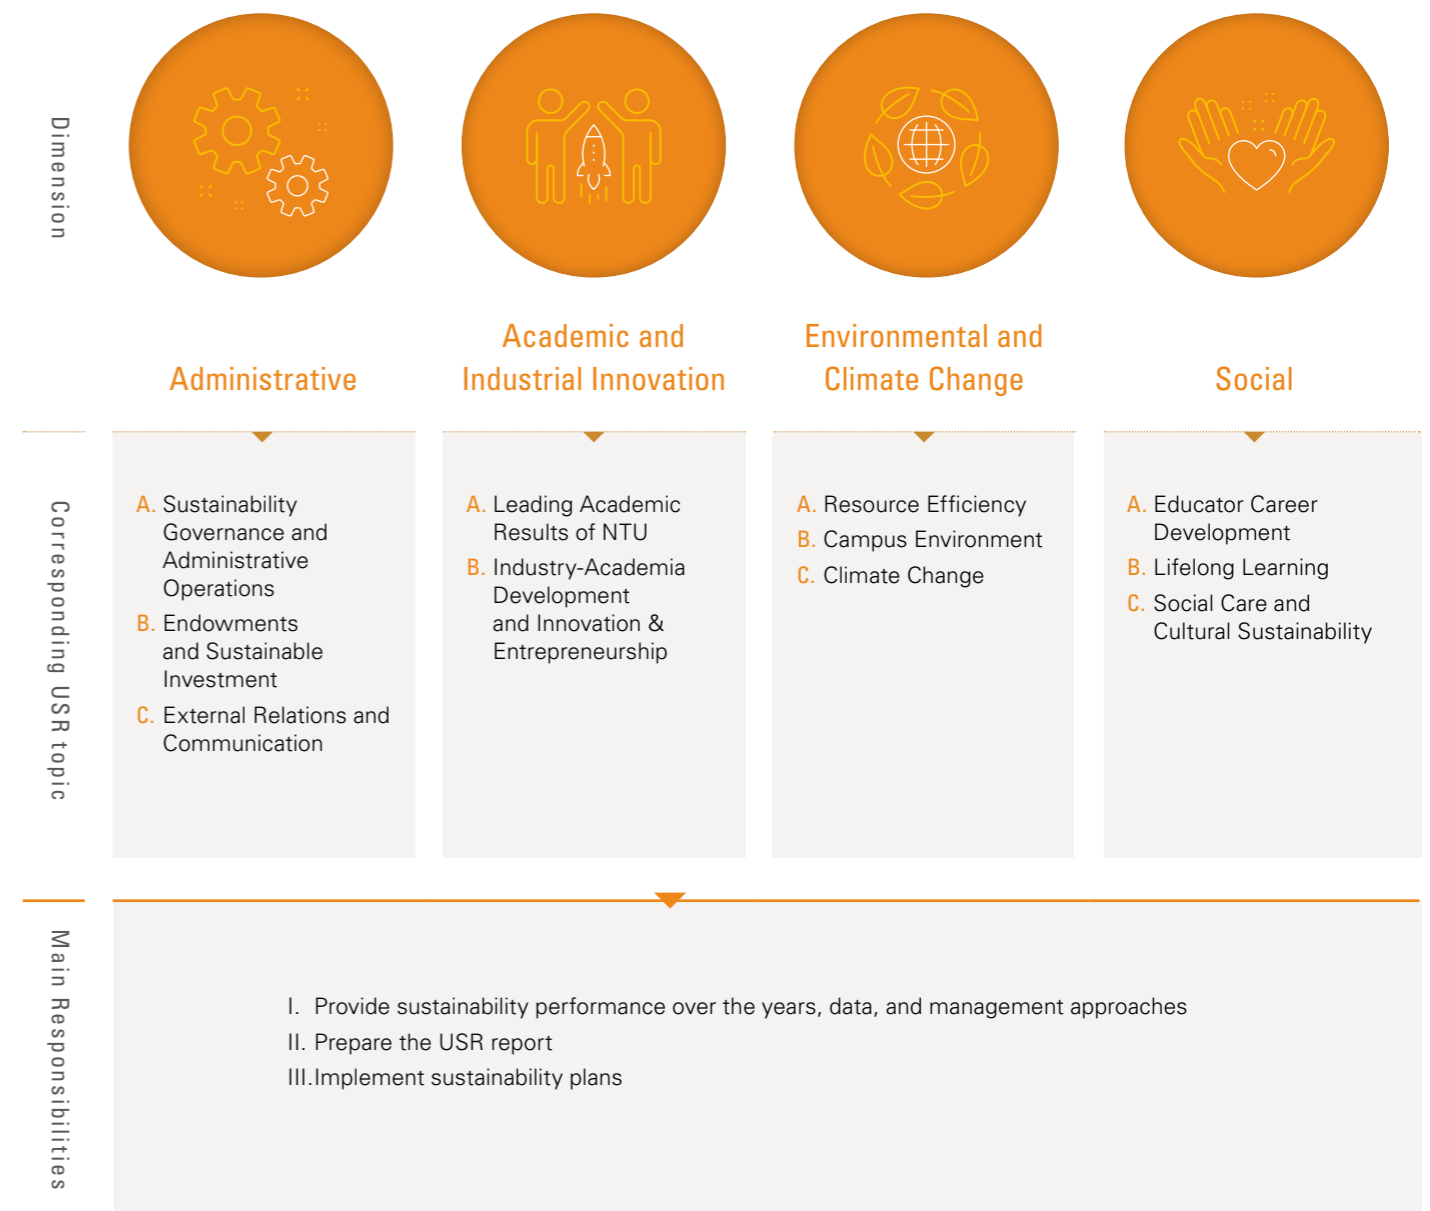 Dimension
Administrative
Academic and
Industrial Innovation
Environmental and
Climate Change
Social
Corresponding USR topic
A. Sustainability
Governance and
Administrative
Operations
B. Endowments
and Sustainable
Investment
C. External Relations and
Communication
A. Leading Academic
Results of NTU
B. Industry-Academia
Development
and Innovation &
Entrepreneurship
A. Resource Efficiency
B. Campus Environment
C. Climate Change
A. Educator Career
Development
B. Lifelong Learning
C. Social Care and
Cultural Sustainability
Main Responsibilities
I. Provide sustainability performance over the years, data, and management approaches
II. Prepare the USR report
III.Implement sustainability plans